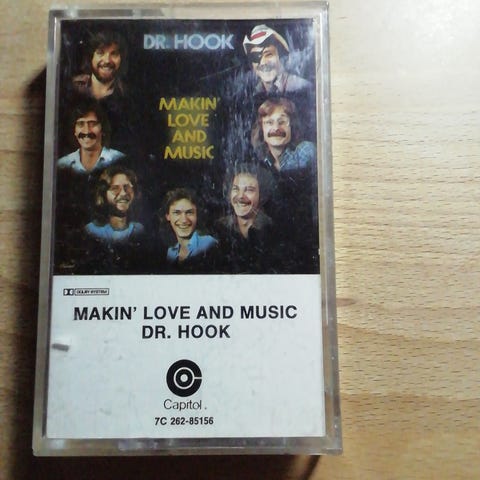 DR. HOOK
MAKIN'
LOVE
AND
MUSIC
DOLBY SYSTEM
MAKIN' LOVE AND MUSIC
DR. HOOK
Capitol.
7C 262-85156